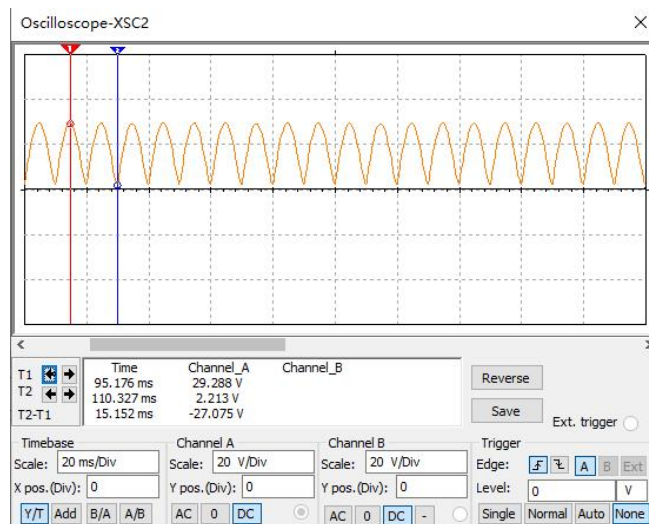 Oscilloscope-XSC2
1 2
Time Channel_A Channel_B
T1 95.176 ms 29.288 V
T2 110.327 ms 2.213 V
T2-T1 15.152 ms -27.075 V
Reverse
Save
Ext. trigger
Timebase Channel A Channel B Trigger
Scale: 20 ms/Div Scale: 20 V/Div Scale: 20 V/Div Edge: A B Ext
X pos.(Div): 0 Y pos.(Div): 0 Y pos.(Div): 0 Level: 0 V
Y/T Add B/A A/B AC 0 DC AC 0 DC - Single Normal Auto None